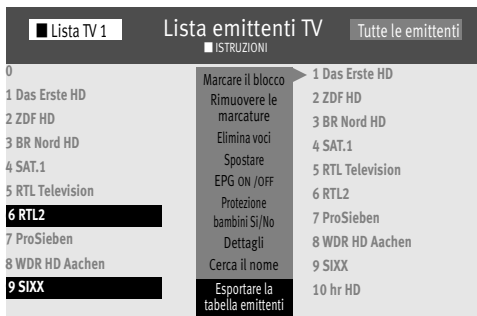 Lista TV 1
Lista emittenti TV
Tutte le emittenti
ISTRUZIONI
0
1 Das Erste HD
2 ZDF HD
3 BR Nord HD
4 SAT.1
5 RTL Television
6 RTL2
7 ProSieben
8 WDR HD Aachen
9 SIXX
Marcare il blocco
Rimuovere le
marcature
Elimina voci
Spostare
EPG ON /OFF
Protezione
bambini Si/No
Dettagli
Cerca il nome
Esportare la
tabella emittenti
1 Das Erste HD
2 ZDF HD
3 BR Nord HD
4 SAT.1
5 RTL Television
6 RTL2
7 ProSieben
8 WDR HD Aachen
9 SIXX
10 hr HD